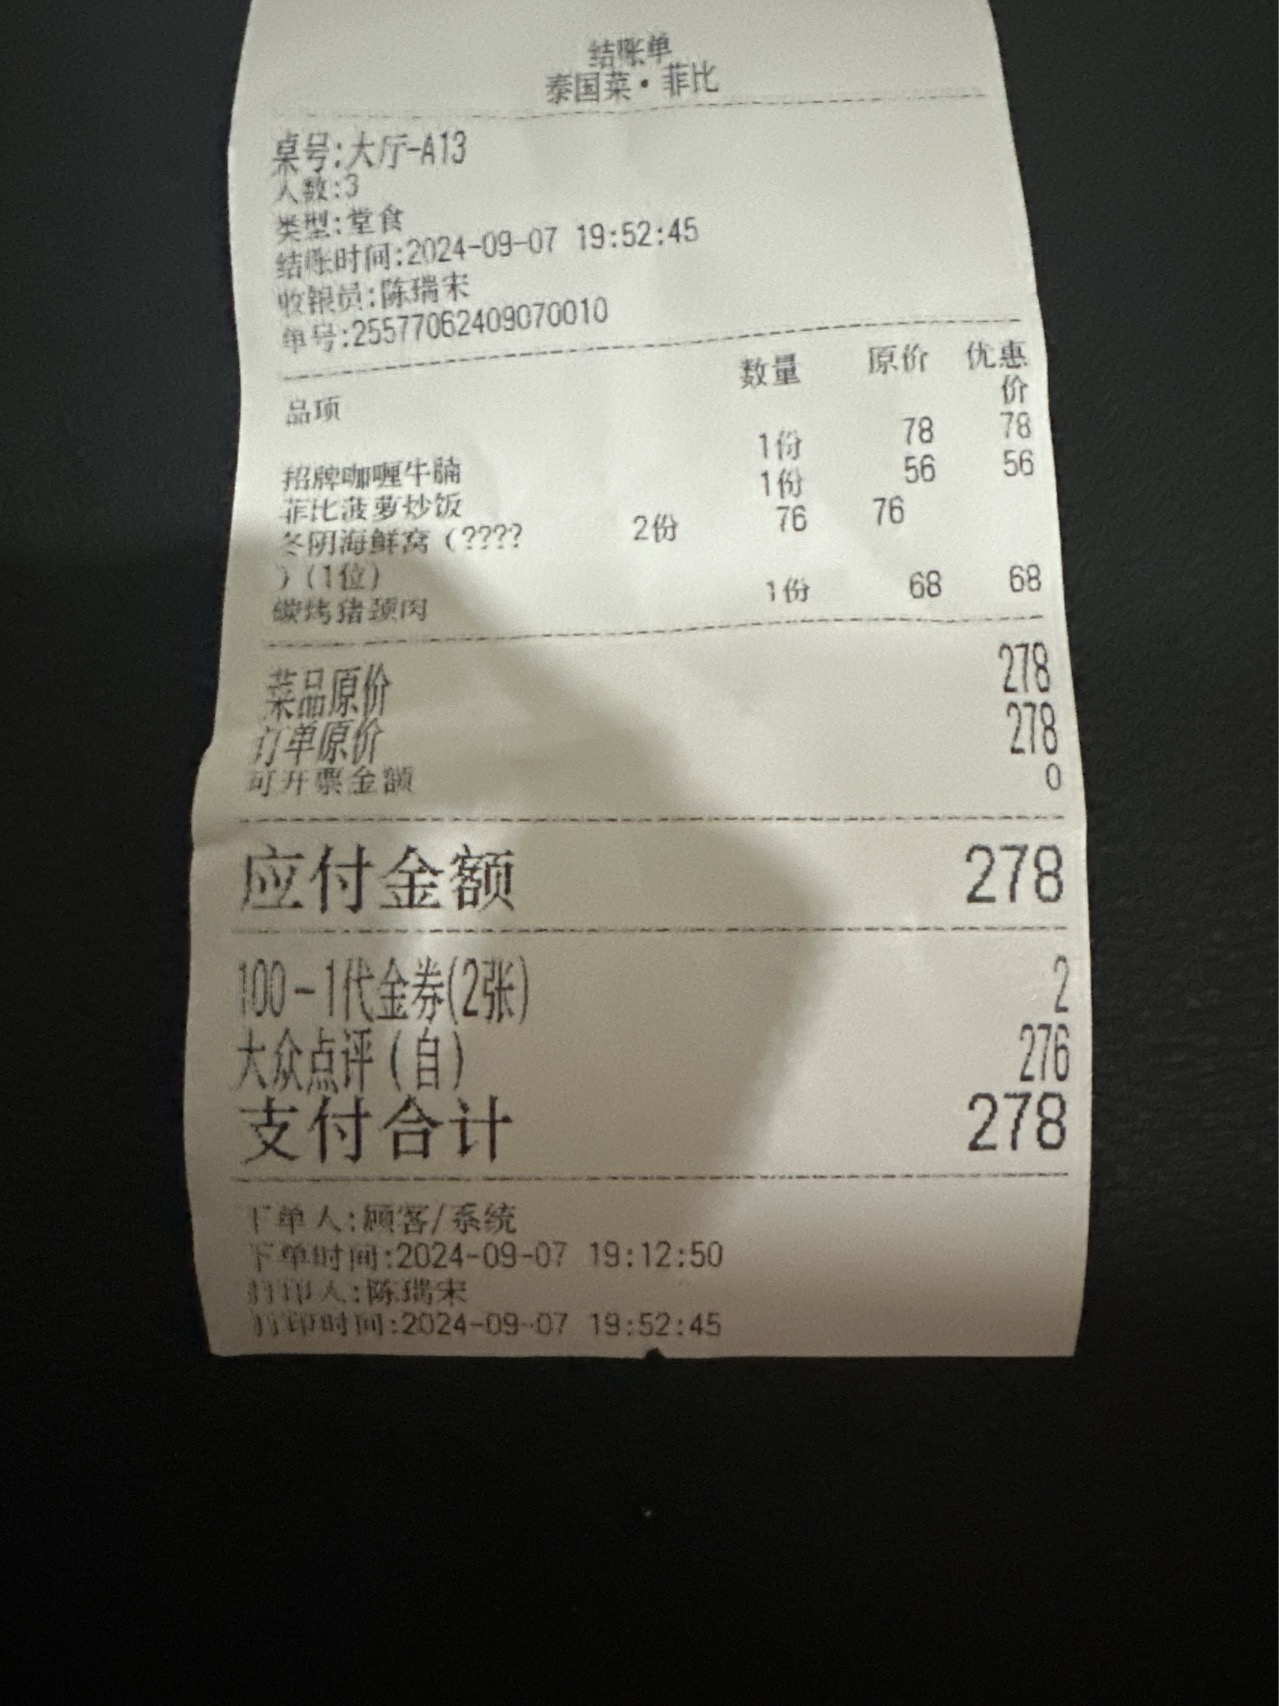 结账单
泰国菜·菲比
桌号:大厅-A13
人数:3
类型:堂食
结账时间:2024-09-07 19:52:45
收银员:陈瑞宋
单号:25577062409070010
品项 数量 原价 优惠价
招牌咖喱牛腩 1份 78 78
菲比菠萝炒饭 1份 56 56
冬阴海鲜窝（???? 2份 76 76
）(1位)
碳烤猪颈肉 1份 68 68
菜品原价 278
订单原价 278
可开票金额 0
应付金额 278
100-1代金券(2张) 2
大众点评(自) 276
支付合计 278
下单人:顾客/系统
下单时间:2024-09-07 19:12:50
打印人:陈瑞宋
打印时间:2024-09-07 19:52:45